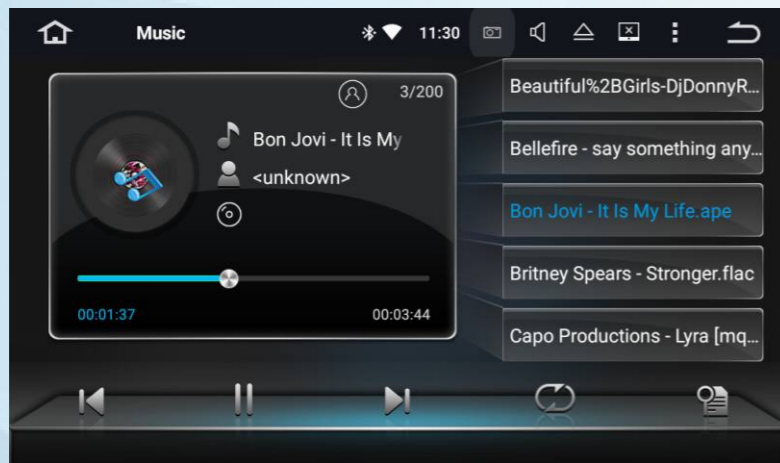 Music
11:30
3/200
Bon Jovi - It Is My
<unknown>
00:01:37
00:03:44
Beautiful%2BGirls-DjDonnyR...
Bellefire - say something any...
Bon Jovi - It Is My Life.ape
Britney Spears - Stronger.flac
Capo Productions - Lyra [mq...